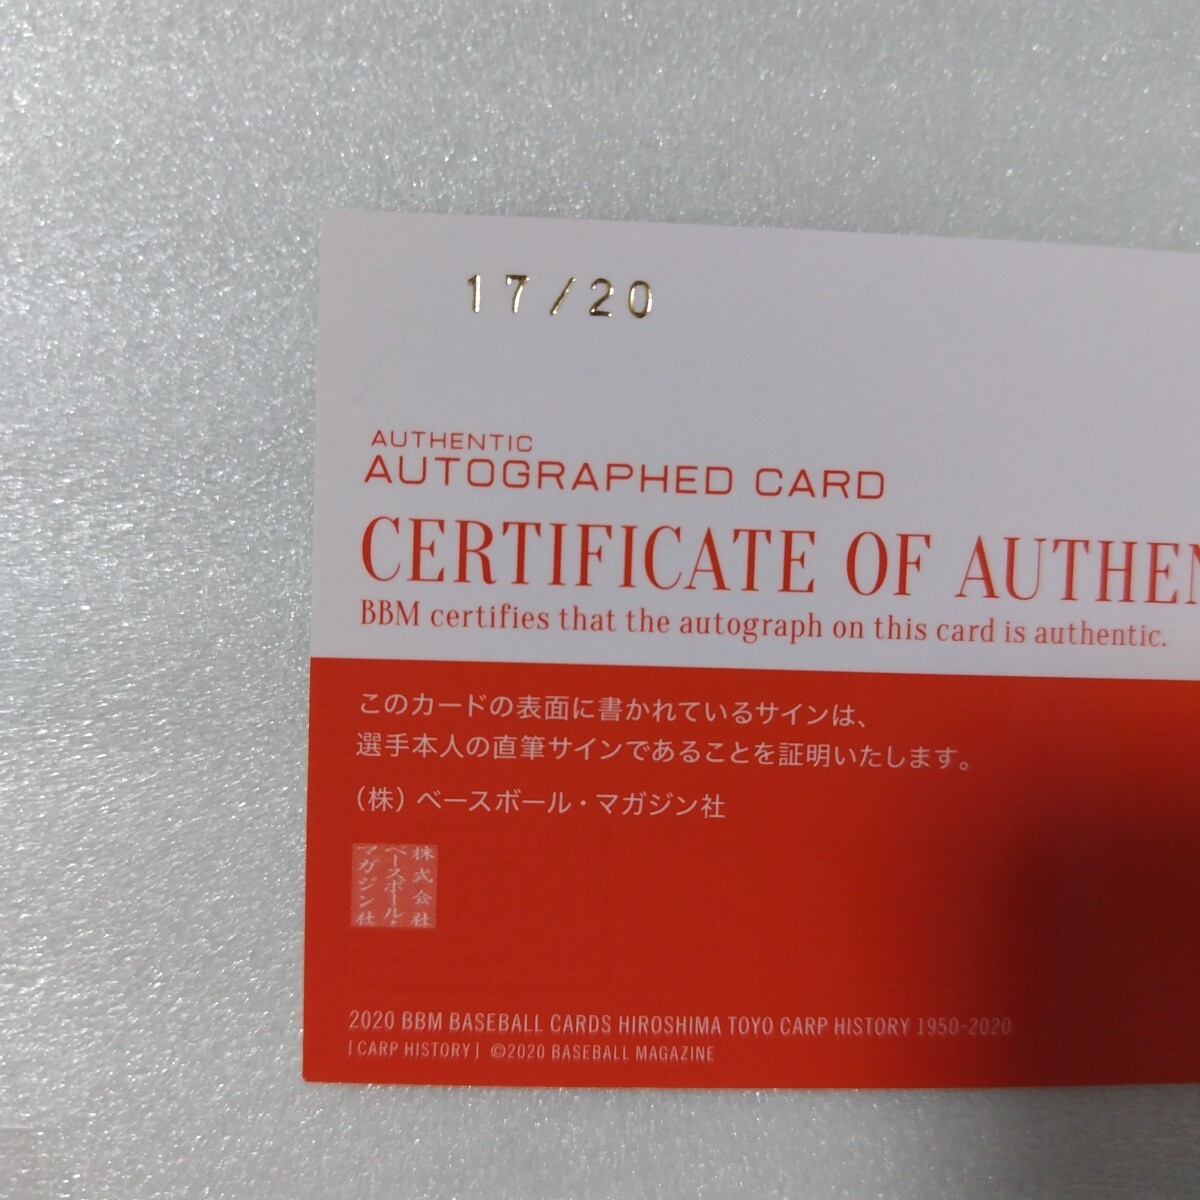 17/20
AUTHENTIC
AUTOGRAPHED CARD
CERTIFICATE OF AUTHEN
BBM certifies that the autograph on this card is authentic.
このカードの表面に書かれているサインは、
選手本人の直筆サインであることを証明いたします。
（株）ベースボール・マガジン社
株式会社
ベースボール・
マガジン社
2020 BBM BASEBALL CARDS HIROSHIMA TOYO CARP HISTORY 1950-2020
[CARP HISTORY] ©2020 BASEBALL MAGAZINE